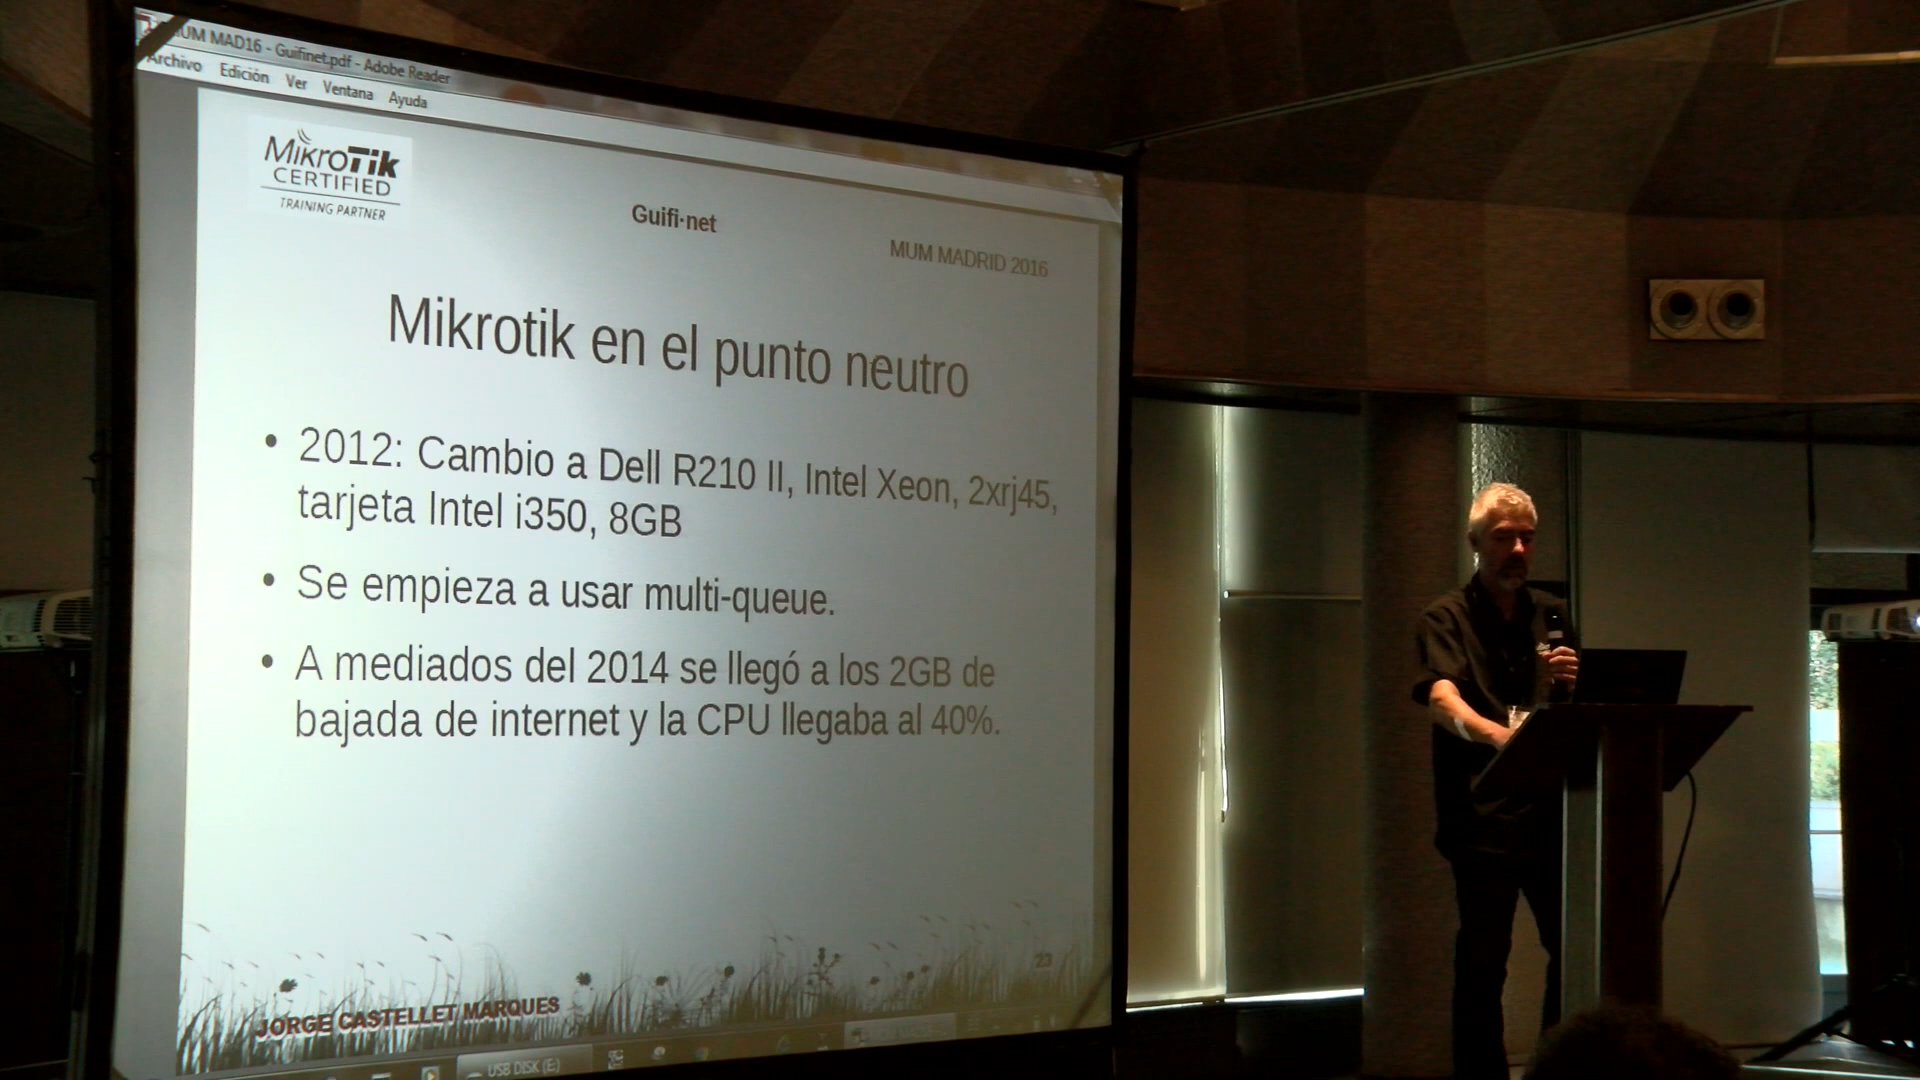 MUM MAD16 - Guifinet.pdf - Adobe Reader
Archivo Edición Ver Ventana Ayuda
MikroTik
CERTIFIED
TRAINING PARTNER
Guifi·net
MUM MADRID 2016
Mikrotik en el punto neutro
• 2012: Cambio a Dell R210 II, Intel Xeon, 2xrj45,
tarjeta Intel i350, 8GB
• Se empieza a usar multi-queue.
• A mediados del 2014 se llegó a los 2GB de
bajada de internet y la CPU llegaba al 40%.
23
JORGE CASTELLET MARQUES
USB DISK (E:)